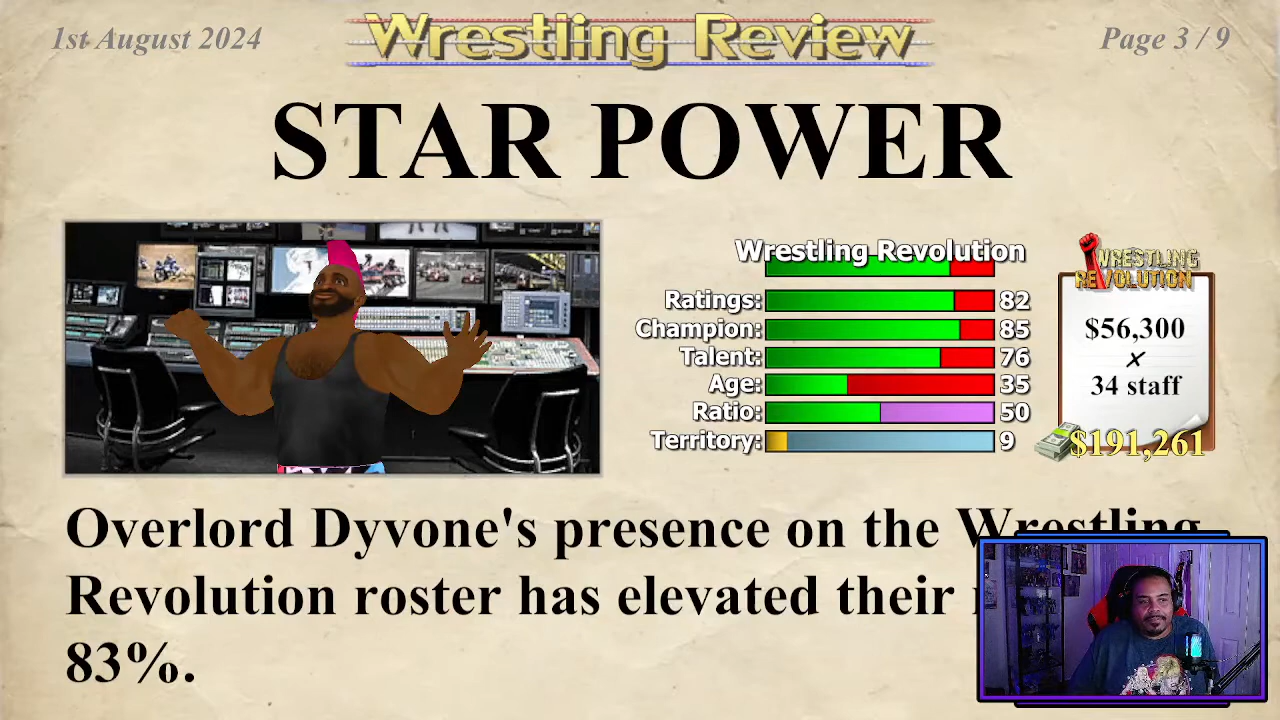 1st August 2024
Wrestling Review
Page 3 / 9
STAR POWER
Wrestling Revolution
Ratings: 82
Champion: 85
Talent: 76
Age: 35
Ratio: 50
Territory: 9
WRESTLING
REVOLUTION
$56,300
x
34 staff
$191,261
Overlord Dyvone's presence on the Wrestling
Revolution roster has elevated their
83%.